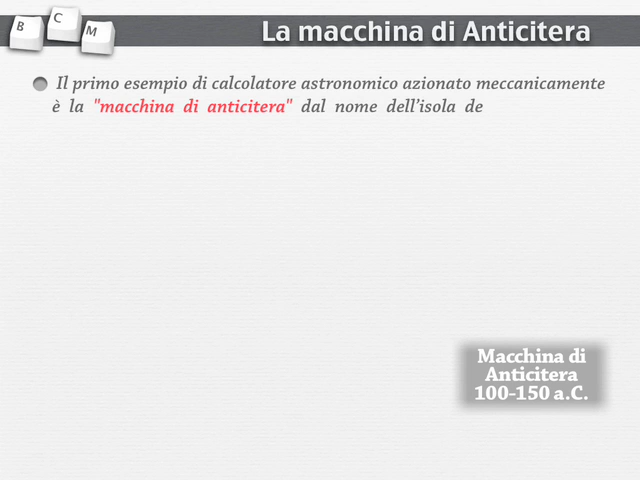 B C M
La macchina di Anticitera
Il primo esempio di calcolatore astronomico azionato meccanicamente
è la "macchina di anticitera" dal nome dell'isola de
Macchina di
Anticitera
100-150 a.C.